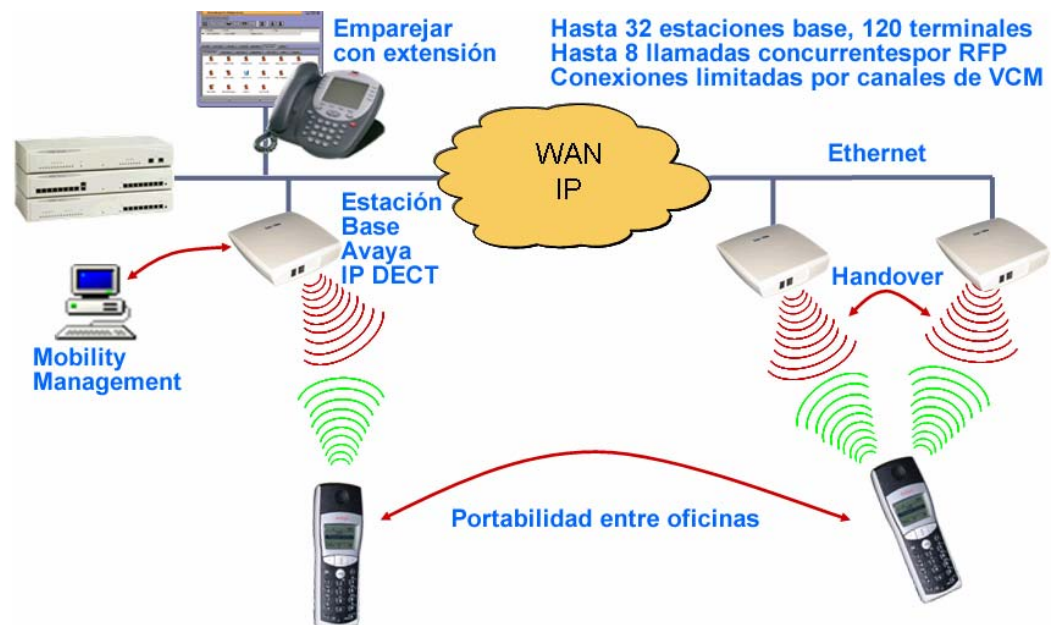 Emparejar
con extensión
Hasta 32 estaciones base, 120 terminales
Hasta 8 llamadas concurrentespor RFP
Conexiones limitadas por canales de VCM
WAN
IP
Ethernet
Estación
Base
Avaya
IP DECT
Handover
Mobility
Management
Portabilidad entre oficinas